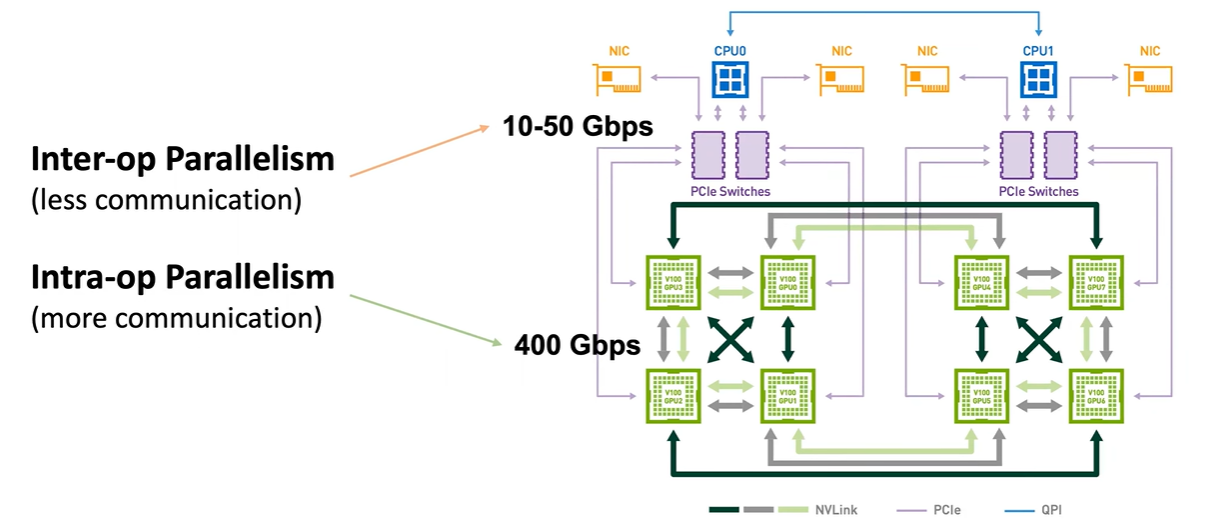 NIC
CPU0
NIC
NIC
CPU1
NIC
10-50 Gbps
Inter-op Parallelism
(less communication)
PCIe Switches
PCIe Switches
Intra-op Parallelism
(more communication)
400 Gbps
V100
GPU3
V100
GPU0
V100
GPU4
V100
GPU7
V100
GPU2
V100
GPU1
V100
GPU5
V100
GPU6
NVLink
PCIe
QPI